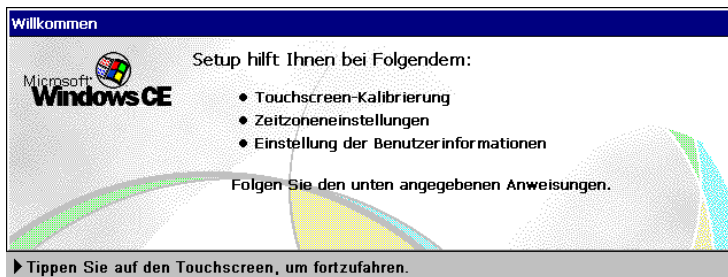 Willkommen
Setup hilft Ihnen bei Folgendem:
Microsoft
Windows CE
• Touchscreen-Kalibrierung
• Zeitzoneneinstellungen
• Einstellung der Benutzerinformationen
Folgen Sie den unten angegebenen Anweisungen.
Tippen Sie auf den Touchscreen, um fortzufahren.